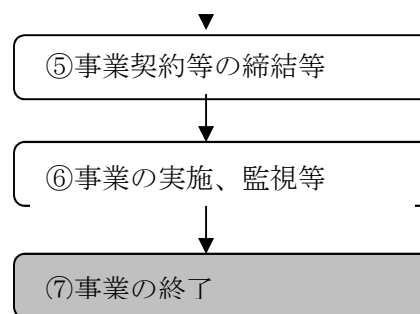 ⑤事業契約等の締結等
⑥事業の実施、監視等
⑦事業の終了